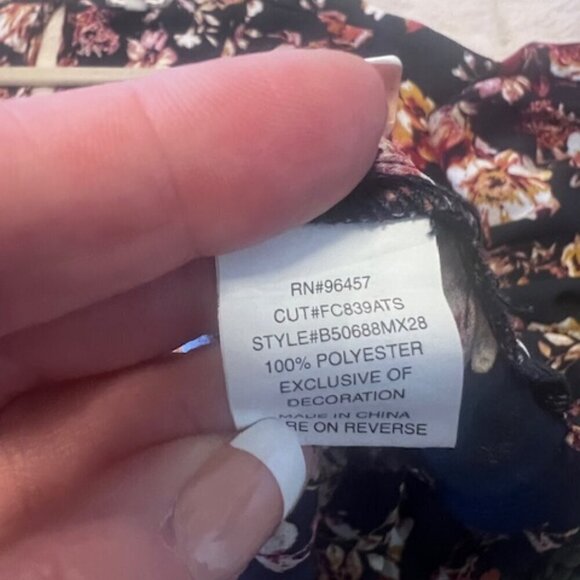 RN#96457
CUT#FC839ATS
STYLE#B50688MX28
100% POLYESTER
EXCLUSIVE OF
DECORATION
MADE IN CHINA
RE ON REVERSE